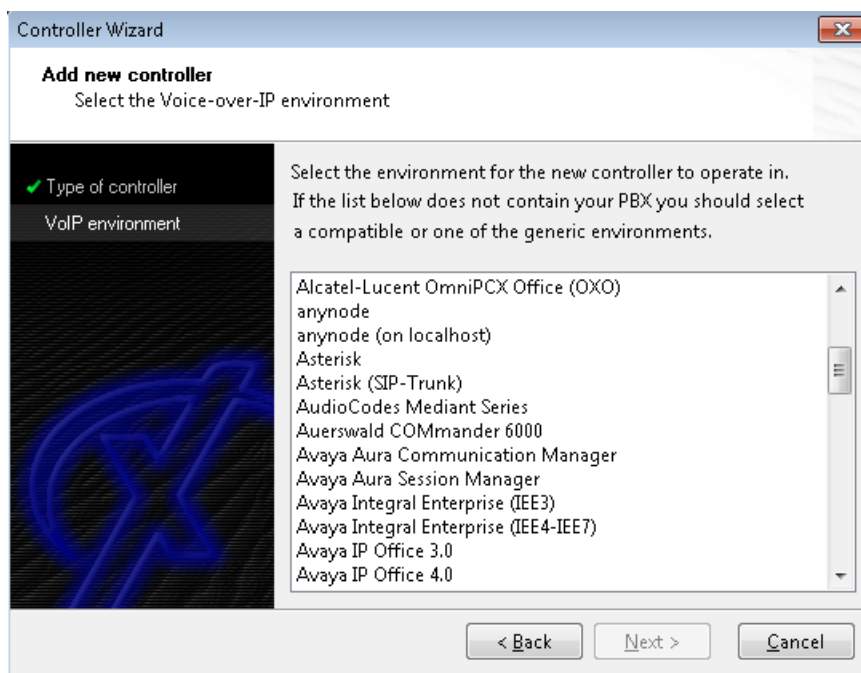 Controller Wizard
Add new controller
Select the Voice-over-IP environment
Type of controller
VoIP environment
Select the environment for the new controller to operate in.
If the list below does not contain your PBX you should select
a compatible or one of the generic environments.
Alcatel-Lucent OmniPCX Office (OXO)
anynode
anynode (on localhost)
Asterisk
Asterisk (SIP-Trunk)
AudioCodes Mediant Series
Auerswald COMmander 6000
Avaya Aura Communication Manager
Avaya Aura Session Manager
Avaya Integral Enterprise (IEE3)
Avaya Integral Enterprise (IEE4-IEE7)
Avaya IP Office 3.0
Avaya IP Office 4.0
< Back
Next >
Cancel